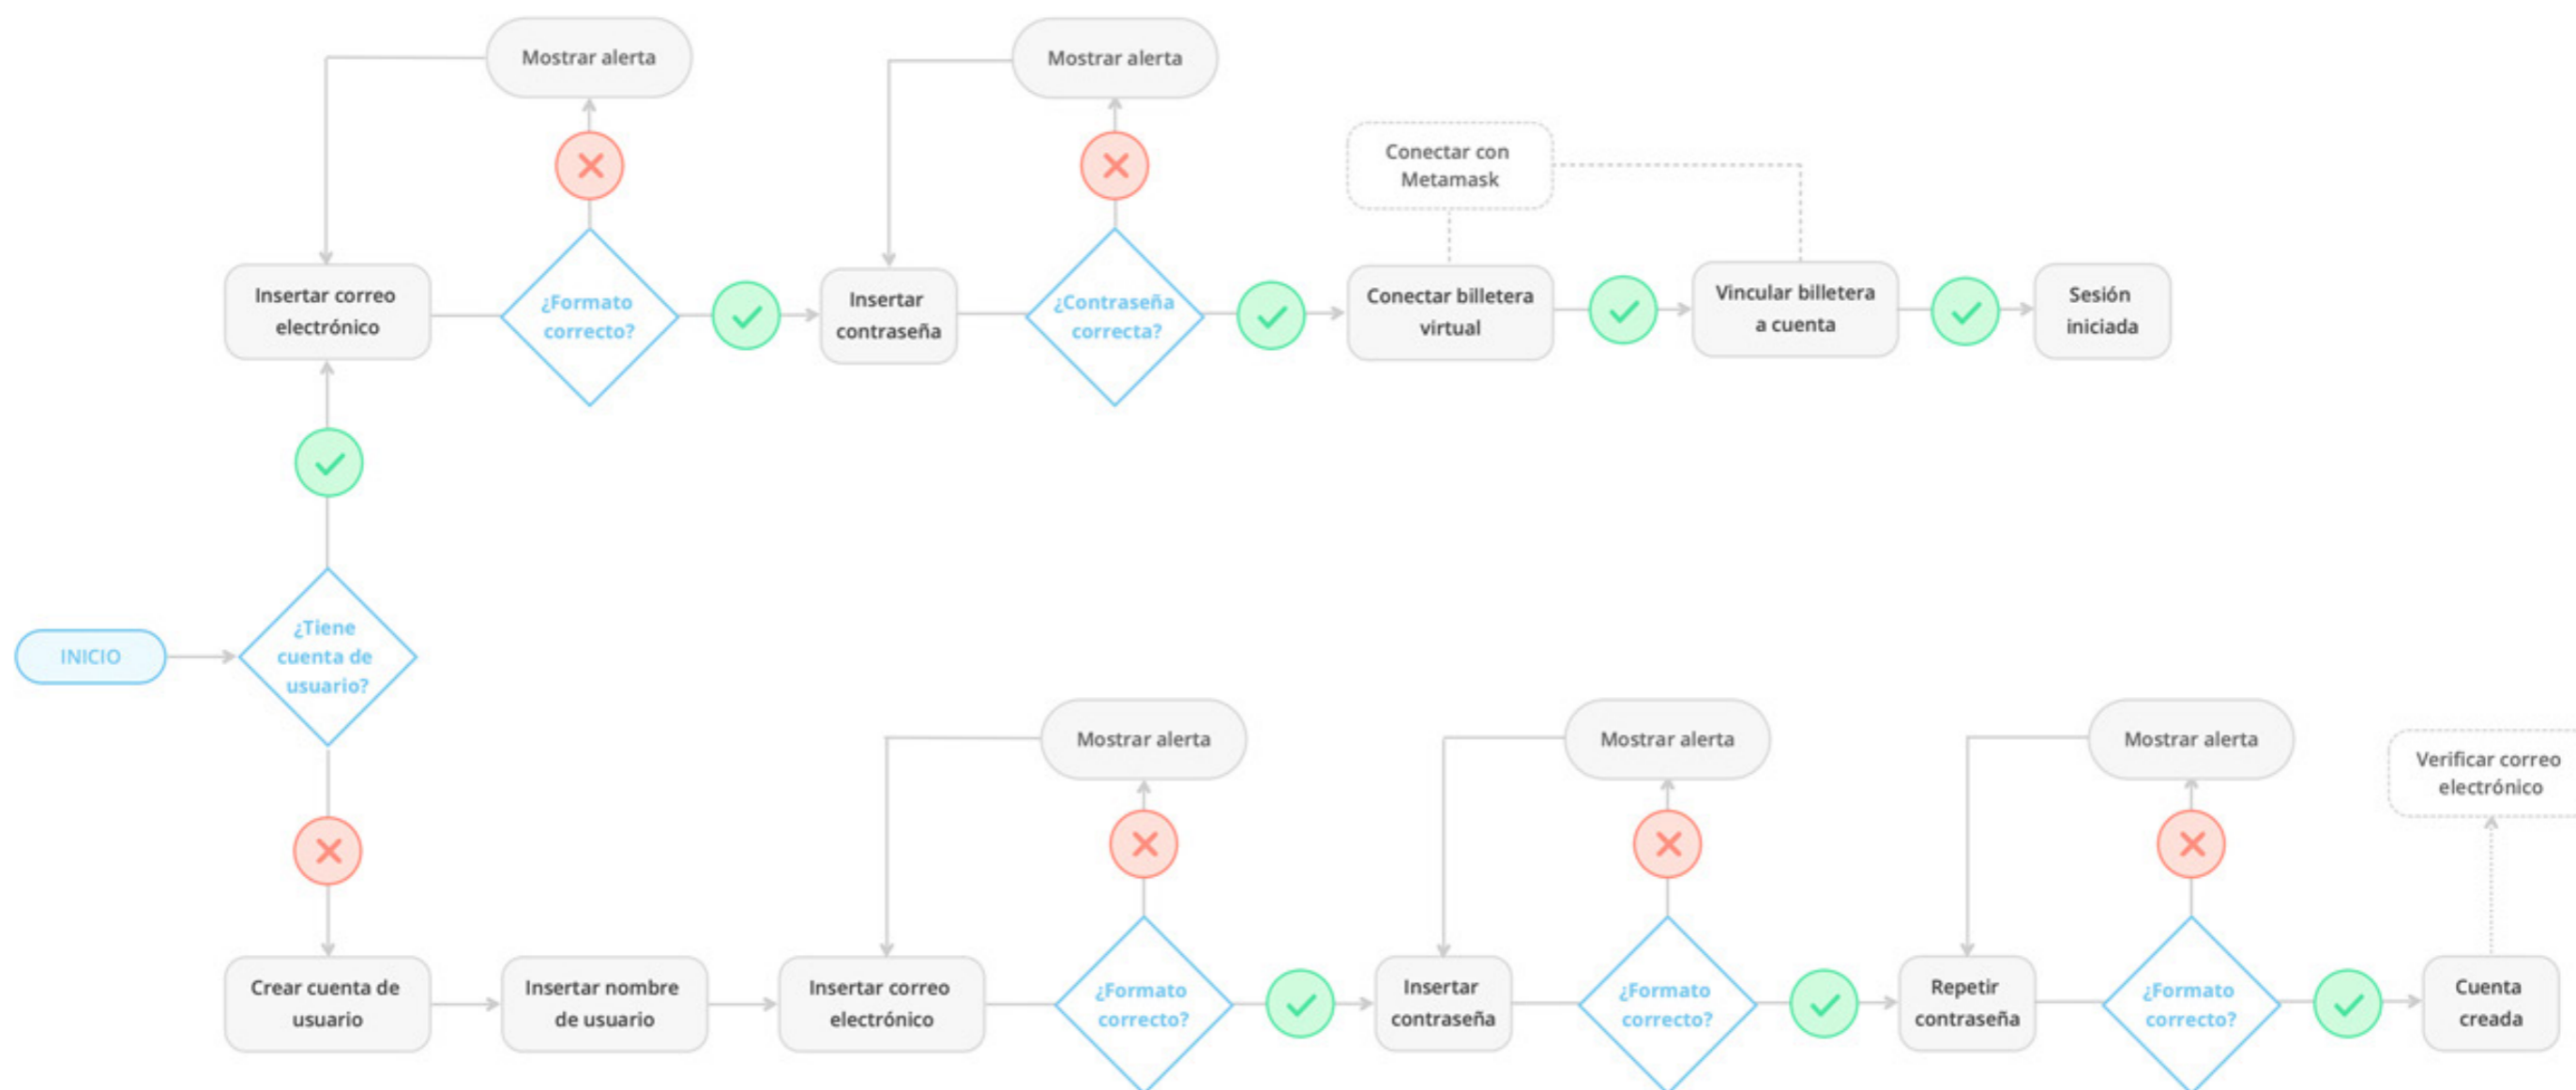 Mostrar alerta
Mostrar alerta
Conectar con
Metamask
Insertar correo
electrónico
¿Formato
correcto?
Insertar
contraseña
¿Contraseña
correcta?
Conectar billetera
virtual
Vincular billetera
a cuenta
Sesión
iniciada
INICIO
¿Tiene
cuenta de
usuario?
Mostrar alerta
Mostrar alerta
Mostrar alerta
Verificar correo
electrónico
Crear cuenta de
usuario
Insertar nombre
de usuario
Insertar correo
electrónico
¿Formato
correcto?
Insertar
contraseña
¿Formato
correcto?
Repetir
contraseña
¿Formato
correcto?
Cuenta
creada